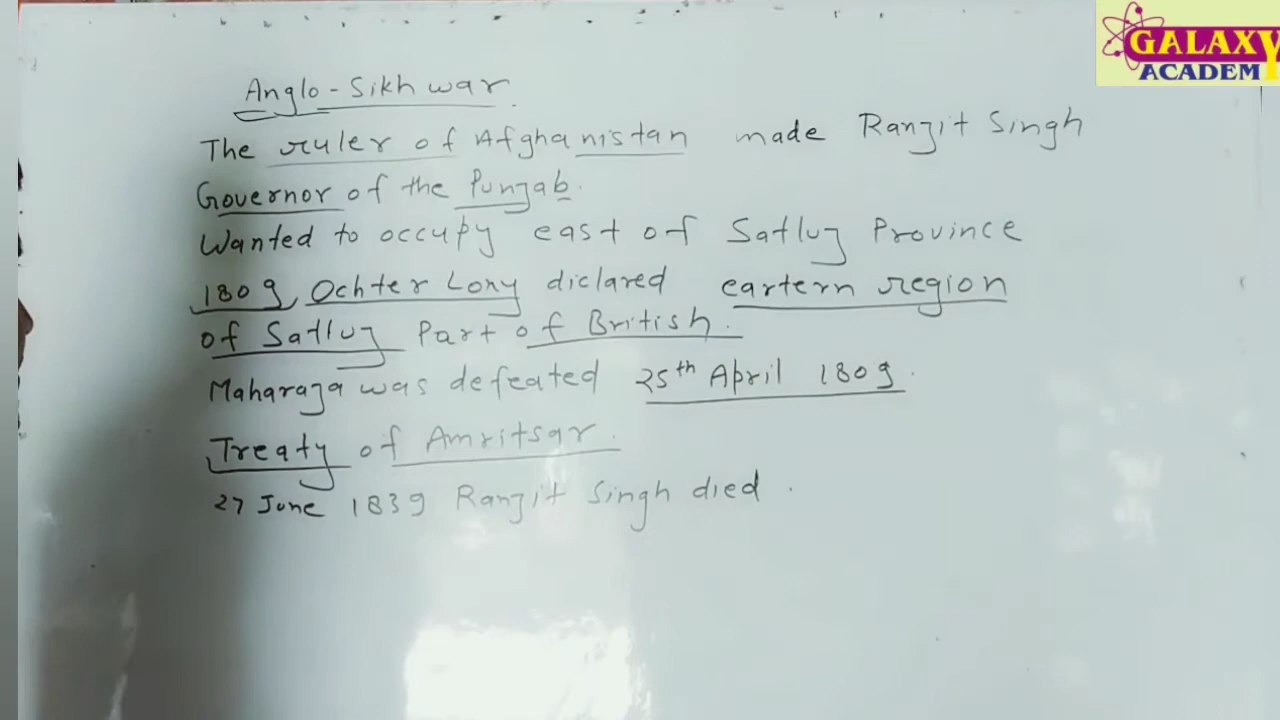 GALAXY
ACADEMY
Anglo-Sikh war
The ruler of Afghanistan made Ranjit Singh
Governor of the Punjab.
Wanted to occupy east of Satluj Province
1809, Ochter Lony diclared eartern region
of Satluj Part of British.
Maharaja was defeated 25th April 1809.
Treaty of Amritsar.
27 June 1839 Ranjit Singh died.